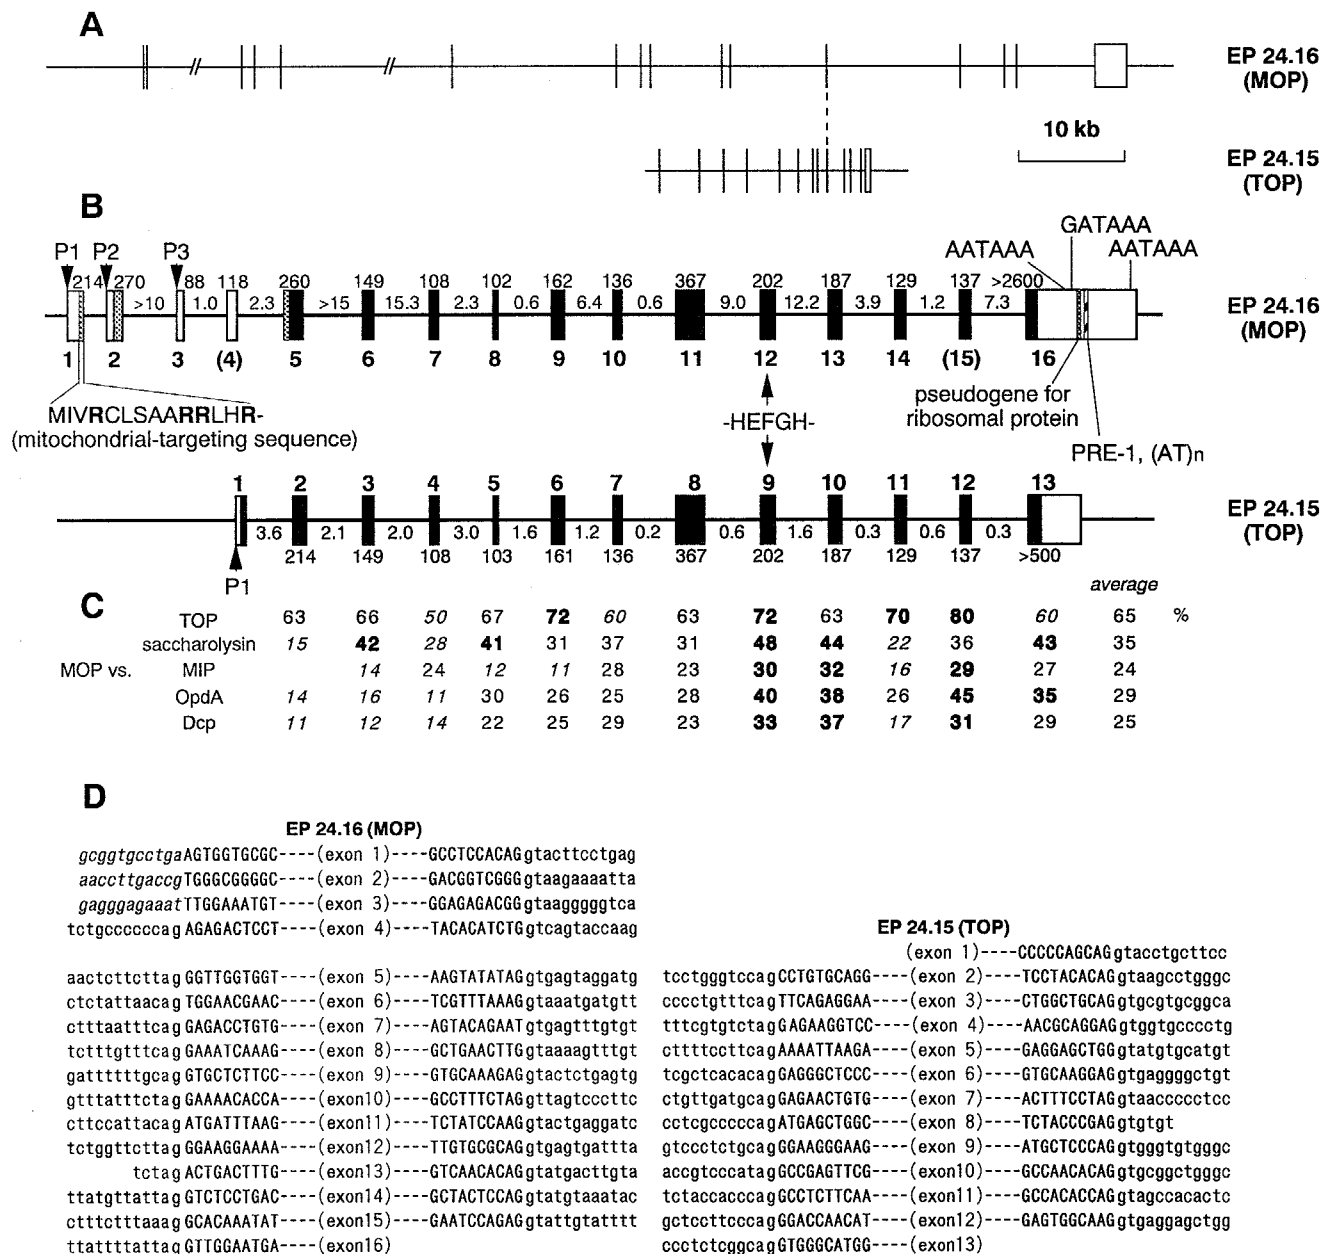 A
EP 24.16
(MOP)
10 kb
EP 24.15
(TOP)
B
GATAAA
AATAAA AATAAA
P1 P2 P3
214 270 88 118 260 149 108 102 162 136 367 202 187 129 137 >2600
>10 1.0 2.3 >15 15.3 2.3 0.6 6.4 0.6 9.0 12.2 3.9 1.2 7.3
EP 24.16
(MOP)
1 2 3 (4) 5 6 7 8 9 10 11 12 13 14 (15) 16
MIVRCLSAARRLHR-
(mitochondrial-targeting sequence)
-HEFGH-
pseudogene for
ribosomal protein
PRE-1, (AT)n
1 2 3 4 5 6 7 8 9 10 11 12 13
3.6 2.1 2.0 3.0 1.6 1.2 0.2 0.6 1.6 0.3 0.6 0.3
EP 24.15
(TOP)
214 149 108 103 161 136 367 202 187 129 137 >500
P1
C
average
TOP 63 66 50 67 72 60 63 72 63 70 80 60 65 %
saccharolysin 15 42 28 41 31 37 31 48 44 22 36 43 35
MOP vs. MIP 14 24 12 11 28 23 30 32 16 29 27 24
OpdA 14 16 11 30 26 25 28 40 38 26 45 35 29
Dcp 11 12 14 22 25 29 23 33 37 17 31 29 25
D
EP 24.16 (MOP)
gcggtgcctgaAGTGGTGCGC----(exon 1)----GCCTCCACAGgtacttcctgag
aaccttgaccgTGGGCGGGGC----(exon 2)----GACGGTCGGGgtaagaaaatta
gagggagaaatTTGGAAATGT----(exon 3)----GGAGAGACGGgtaagggggtca
tctgccccccagAGAGACTCCT----(exon 4)----TACACATCTGgtcagtaccaag
aactcttcttagGGTTGGTGGT----(exon 5)----AAGTATATAGgtgagtaggatg
ctctattaacagTGGAACGAAC----(exon 6)----TCGTTTAAAGgtaaatgatgtt
ctttaatttcagGAGACCTGTG----(exon 7)----AGTACAGAATgtgagtttgtgt
tctttgtttcagGAAATCAAAG----(exon 8)----GCTGAACTTGgtaaaagtttgt
gattttttgcagGTGCTCTTCC----(exon 9)----GTGCAAAGAGgtactctgagtg
gtttatttctagGAAAACACCA----(exon10)----GCCTTTCTAGgttagtcccttc
cttccattacagATGATTTAAG----(exon11)----TCTATCCAAGgtactgaggatc
tctggttcttagGGAAGGAAAA----(exon12)----TTGTGCGCAGgtgagtgattta
tctagACTGACTTTG----(exon13)----GTCAACACAGgtatgacttgta
ttatgttattagGTCTCCTGAC----(exon14)----GCTACTCCAGgtatgtaaatac
ctttctttaaagGCACAAATAT----(exon15)----GAATCCAGAGgtattgtatttt
ttattttattagGTTGGAATGA----(exon16)
EP 24.15 (TOP)
(exon 1)----CCCCCAGCAGgtacctgcttcc
tcctgggtccagCCTGTGCAGG----(exon 2)----TCCTACACAGgtaagcctgggc
cccctgtttcagTTCAGAGGAA----(exon 3)----CTGGCTGCAGgtgcgtgcggca
tttcgtgtctagGAGAAGGTCC----(exon 4)----AACGCAGGAGgtggtgcccctg
cttttccttcagAAAATTAAGA----(exon 5)----GAGGAGCTGGgtatgtgcatgt
tcgctcacacagGAGGGCTCCC----(exon 6)----GTGCAAGGAGgtgaggggctgt
ctgttgatgcagGAGAACTGTG----(exon 7)----ACTTTCCTAGgtaacccccctcc
cctcgcccccagATGAGCTGGC----(exon 8)----TCTACCCGAGgtgtgt
gtccctctgcagGGAAGGGAAG----(exon 9)----ATGCTCCCAGgtgggtgtgggc
accgtcccatagGCCGAGTTCG----(exon10)----GCCAACACAGgtgcggctgggc
tctaccacccagGCCTCTTCAA----(exon11)----GCCACACCAGgtagccacactc
gctccttcccagGGACCAACAT----(exon12)----GAGTGGCAAGgtgaggagctgg
ccctctcggcagGTGGGCATGG----(exon13)